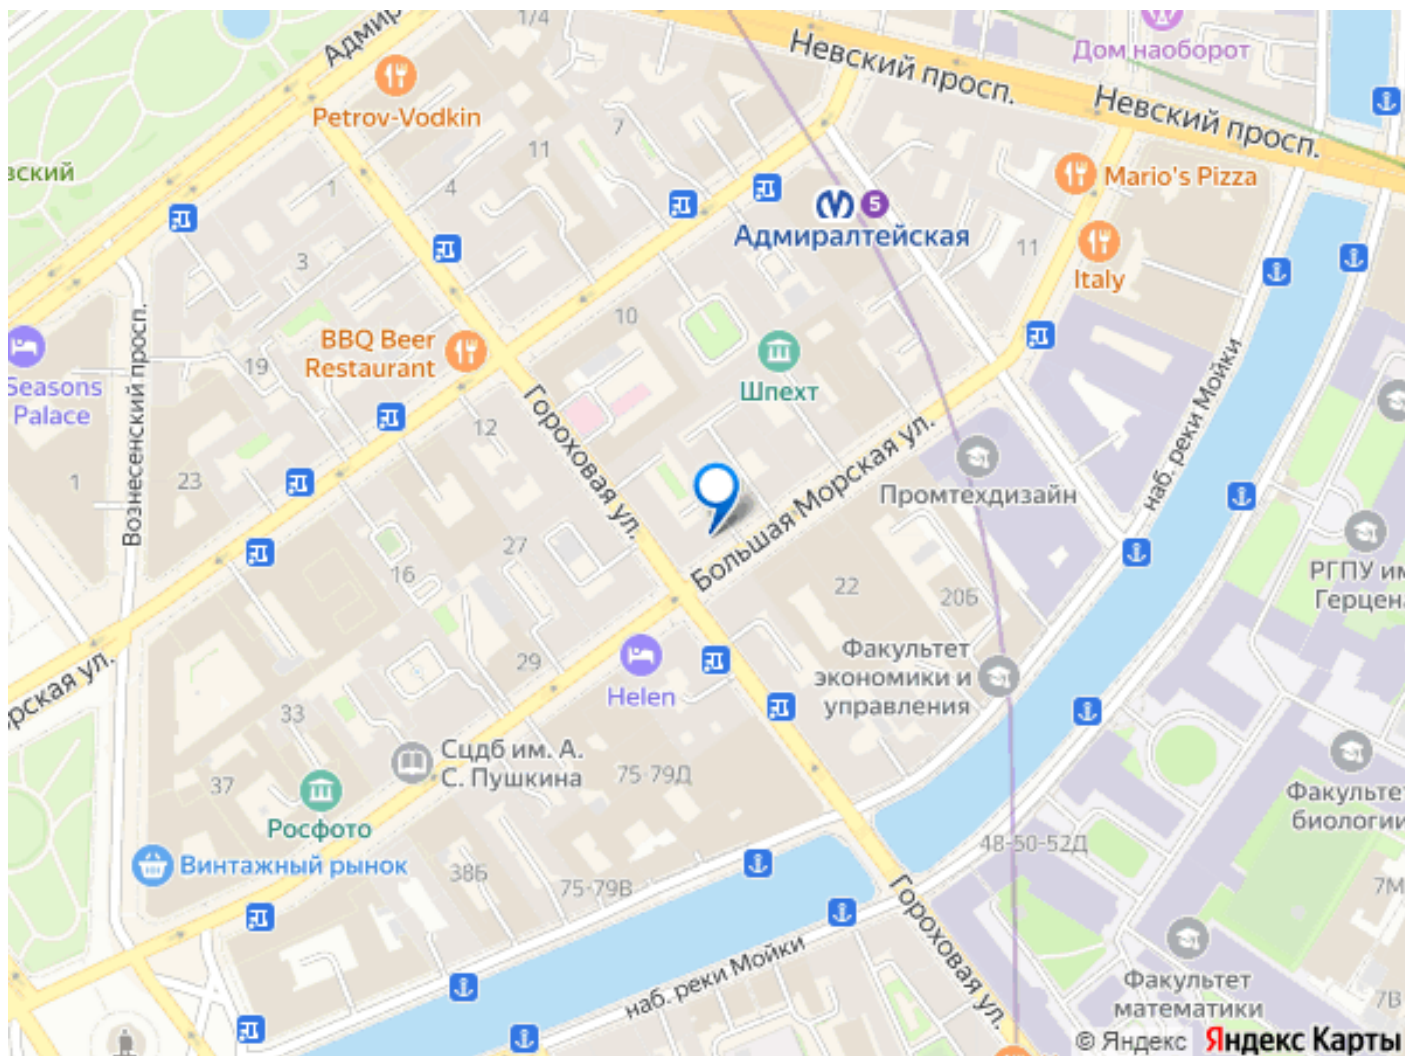 1/4
Адмир
Невский просп.
Дом наоборот
Petrov-Vodkin
Невский просп.
7
11
вский
1
4
Mario's Pizza
5
Адмиралтейская
11
3
Italy
10
BBQ Beer
Restaurant
19
Шпехт
Seasons
Palace
Вознесенский просп.
12
Гороховая ул.
наб. реки Мойки
1
23
Большая Морская ул.
Промтехдизайн
27
16
РГПУ им
Герцена
22
20Б
Факультет
экономики и
управления
29
Helen
рская ул.
33
Сцдб им. А.
С. Пушкина
75-79Д
37
Росфото
Факультет
биологии
48-50-52Д
Винтажный рынок
38Б
75-79В
7М
Гороховая ул.
наб. реки Мойки
Факультет
математики
7В
© Яндекс Яндекс Карты